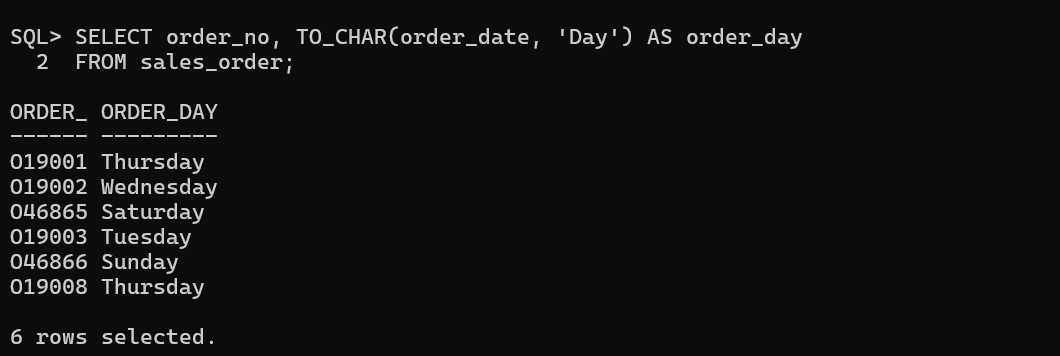 SQL> SELECT order_no, TO_CHAR(order_date, 'Day') AS order_day
  2  FROM sales_order;

ORDER_ ORDER_DAY
------ ---------
O19001 Thursday
O19002 Wednesday
O46865 Saturday
O19003 Tuesday
O46866 Sunday
O19008 Thursday

6 rows selected.